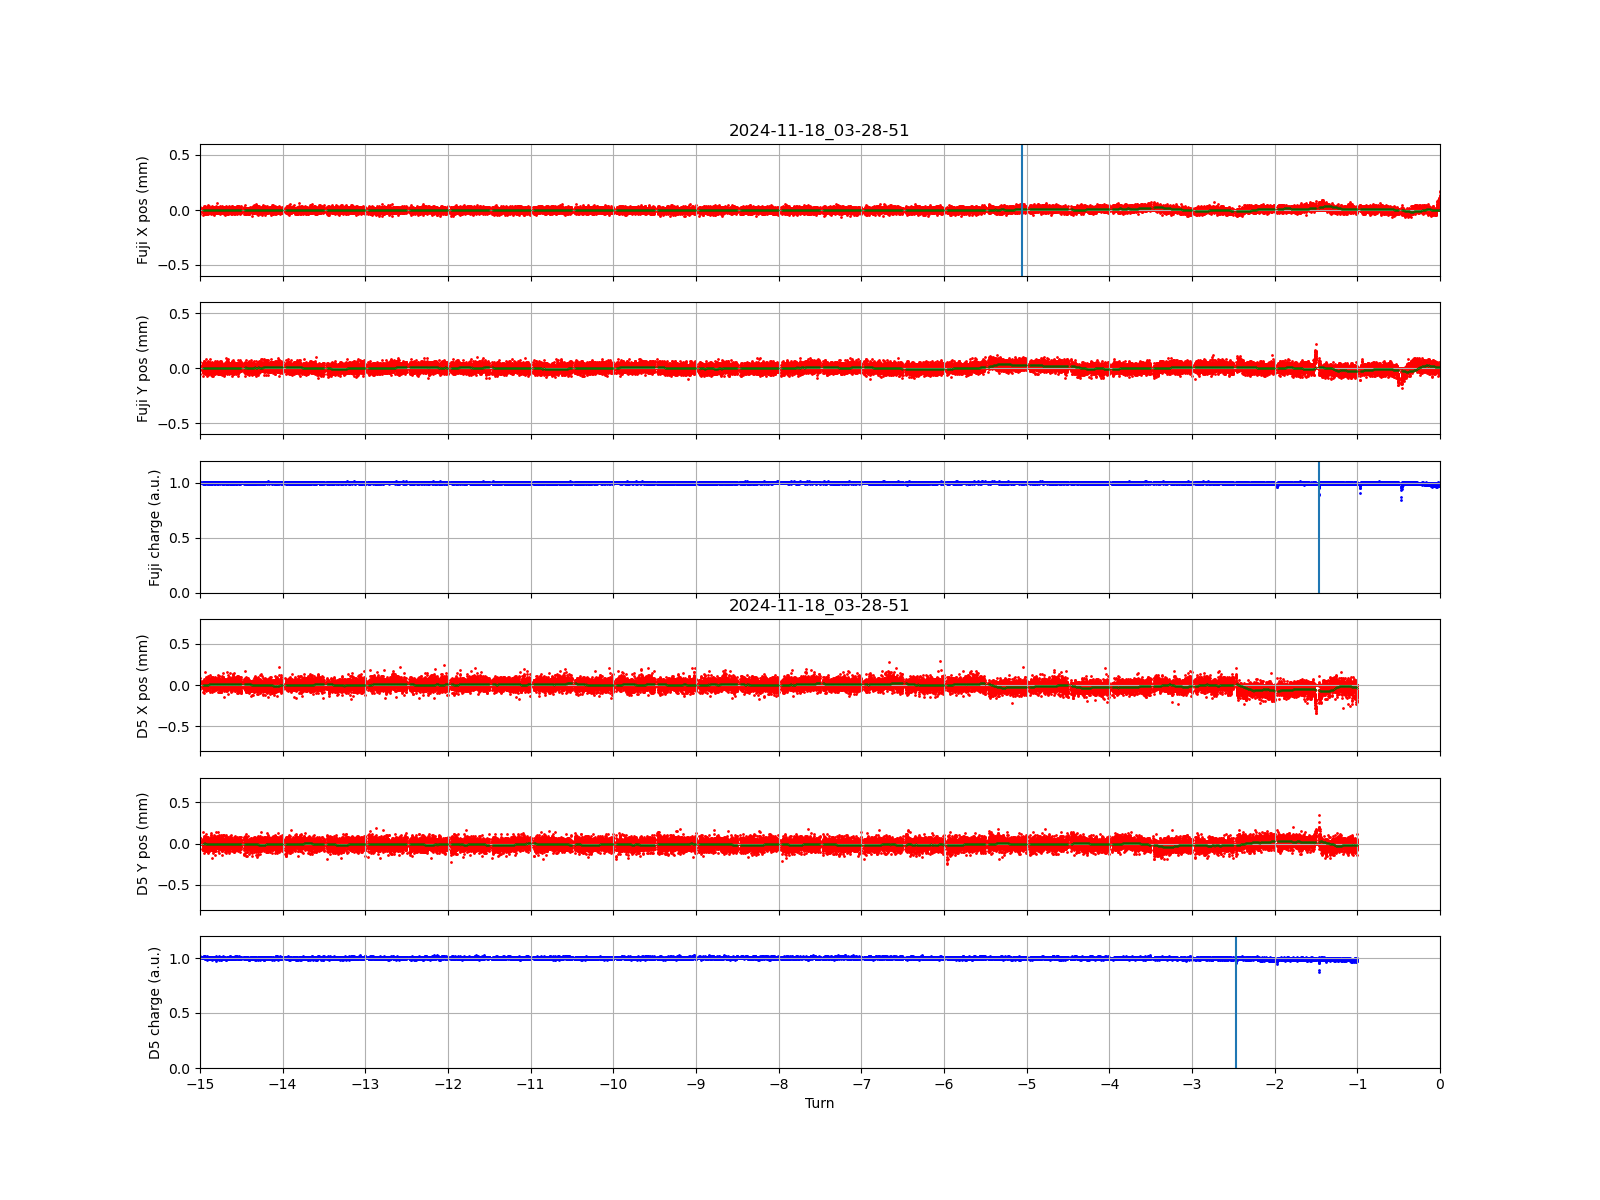 2024-11-18_03-28-51
Fuji X pos (mm)
0.5
0.0
−0.5
Fuji Y pos (mm)
0.5
0.0
−0.5
Fuji charge (a.u.)
1.0
0.5
0.0
2024-11-18_03-28-51
D5 X pos (mm)
0.5
0.0
−0.5
D5 Y pos (mm)
0.5
0.0
−0.5
D5 charge (a.u.)
1.0
0.5
0.0
−15 −14 −13 −12 −11 −10 −9 −8 −7 −6 −5 −4 −3 −2 −1 0
Turn